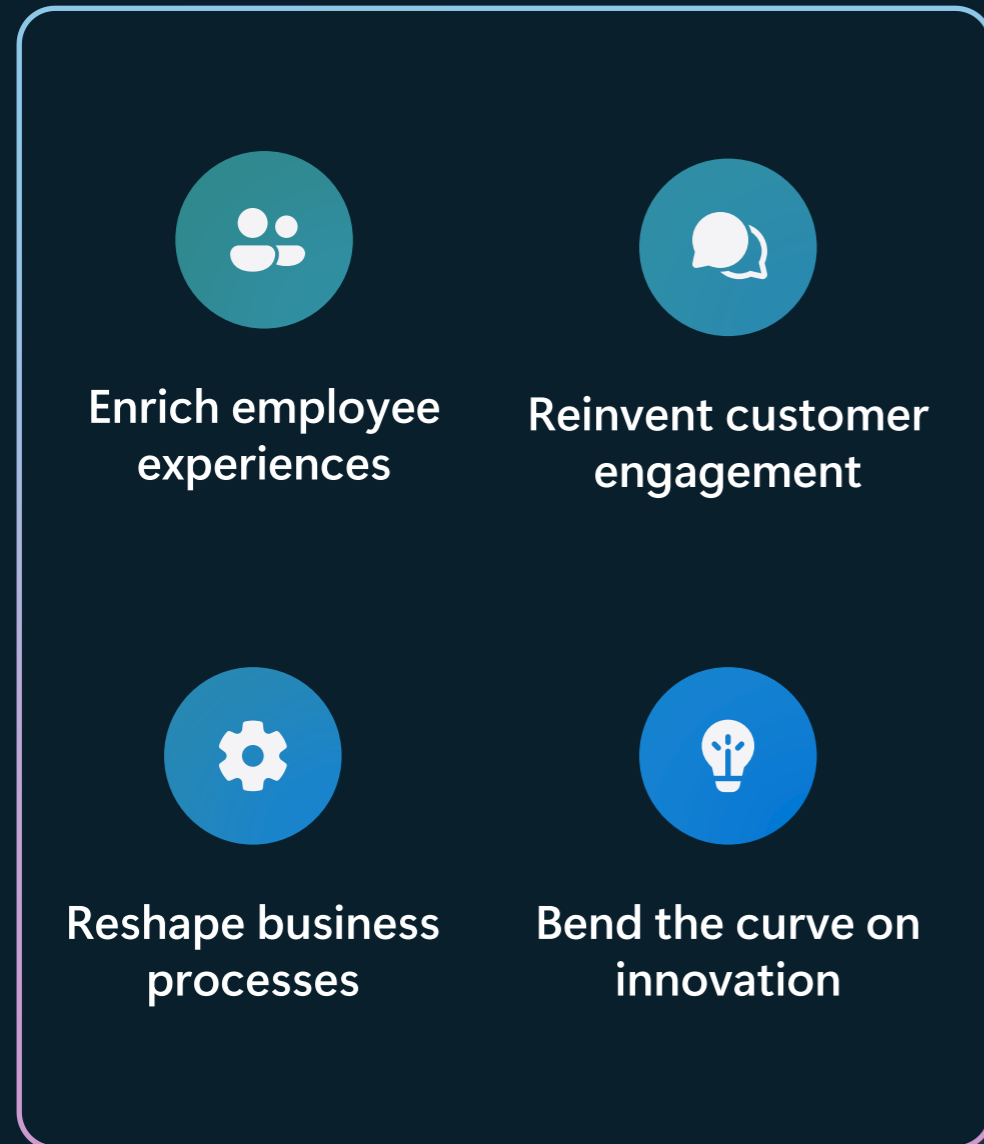 Enrich employee
experiences
Reinvent customer
engagement
Reshape business
processes
Bend the curve on
innovation